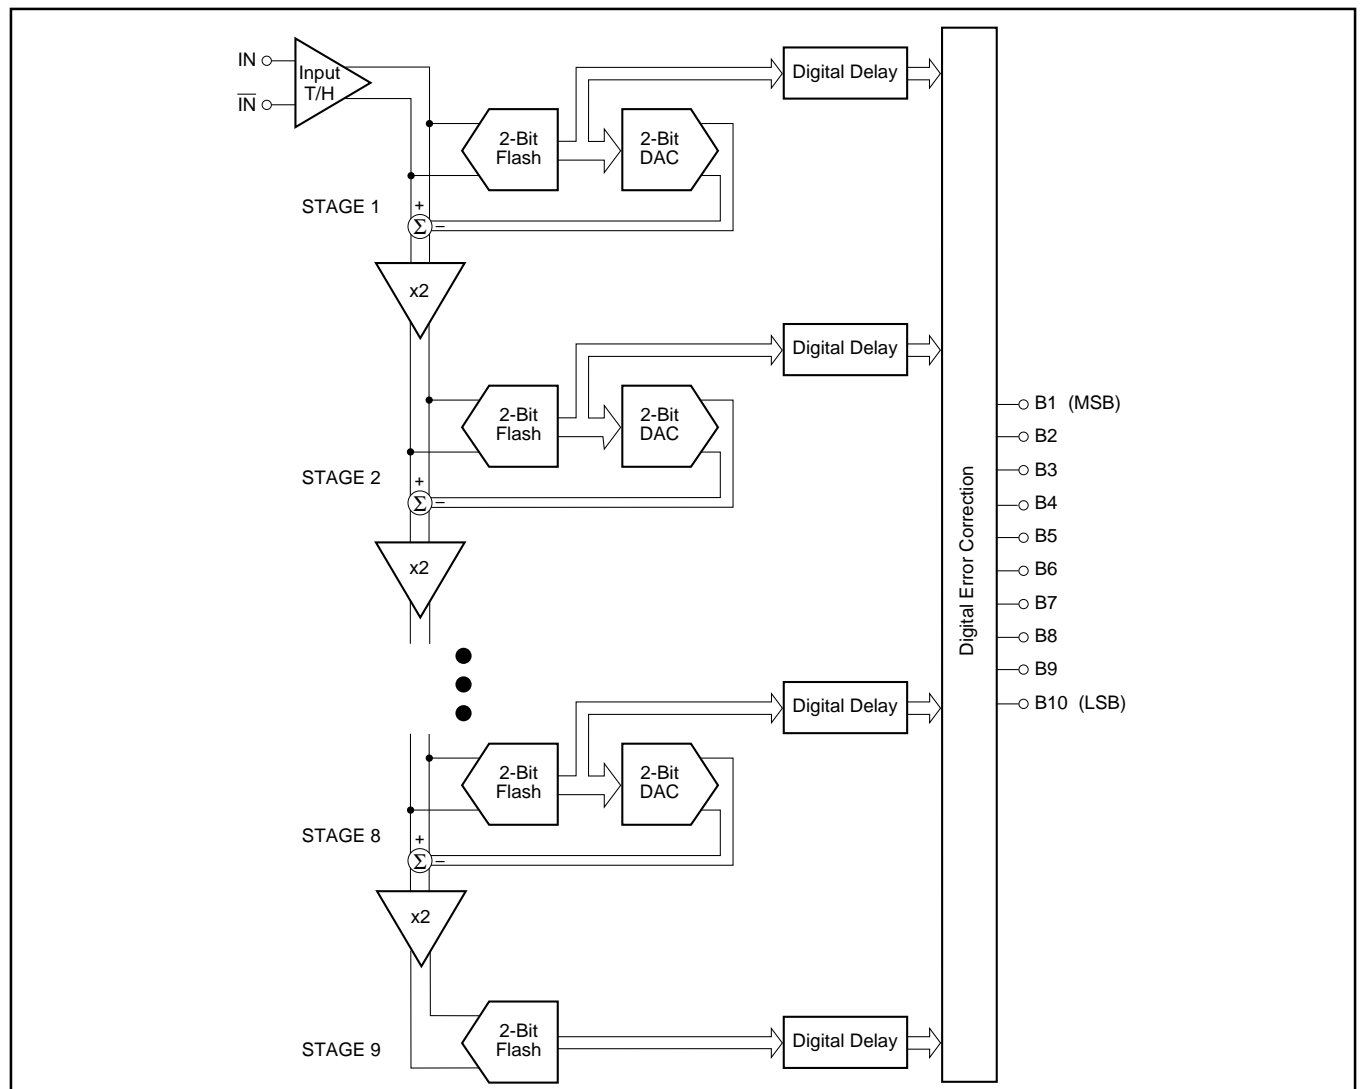 IN
Input
T/H
IN
Digital Delay
2-Bit
Flash
2-Bit
DAC
STAGE 1
+
Σ
–
x2
Digital Delay
2-Bit
Flash
2-Bit
DAC
STAGE 2
+
Σ
–
x2
Digital Delay
2-Bit
Flash
2-Bit
DAC
STAGE 8
+
Σ
–
x2
2-Bit
Flash
STAGE 9
Digital Delay
Digital Error Correction
B1 (MSB)
B2
B3
B4
B5
B6
B7
B8
B9
B10 (LSB)